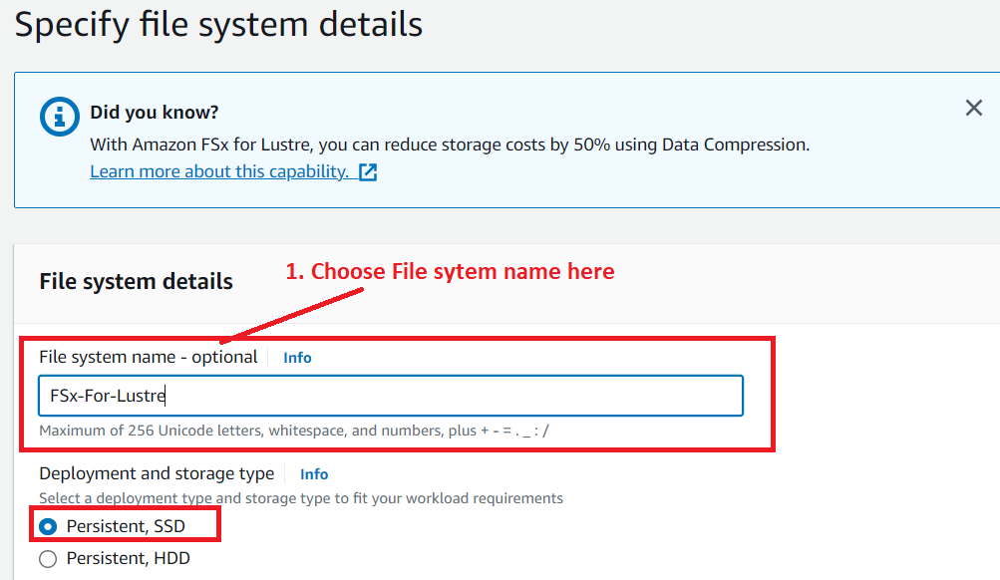 Specify file system details
Did you know?
With Amazon FSx for Lustre, you can reduce storage costs by 50% using Data Compression.
Learn more about this capability.
1. Choose File sytem name here
File system details
File system name - optional Info
FSx-For-Lustre
Maximum of 256 Unicode letters, whitespace, and numbers, plus + - = . _ : /
Deployment and storage type Info
Select a deployment type and storage type to fit your workload requirements
Persistent, SSD
Persistent, HDD